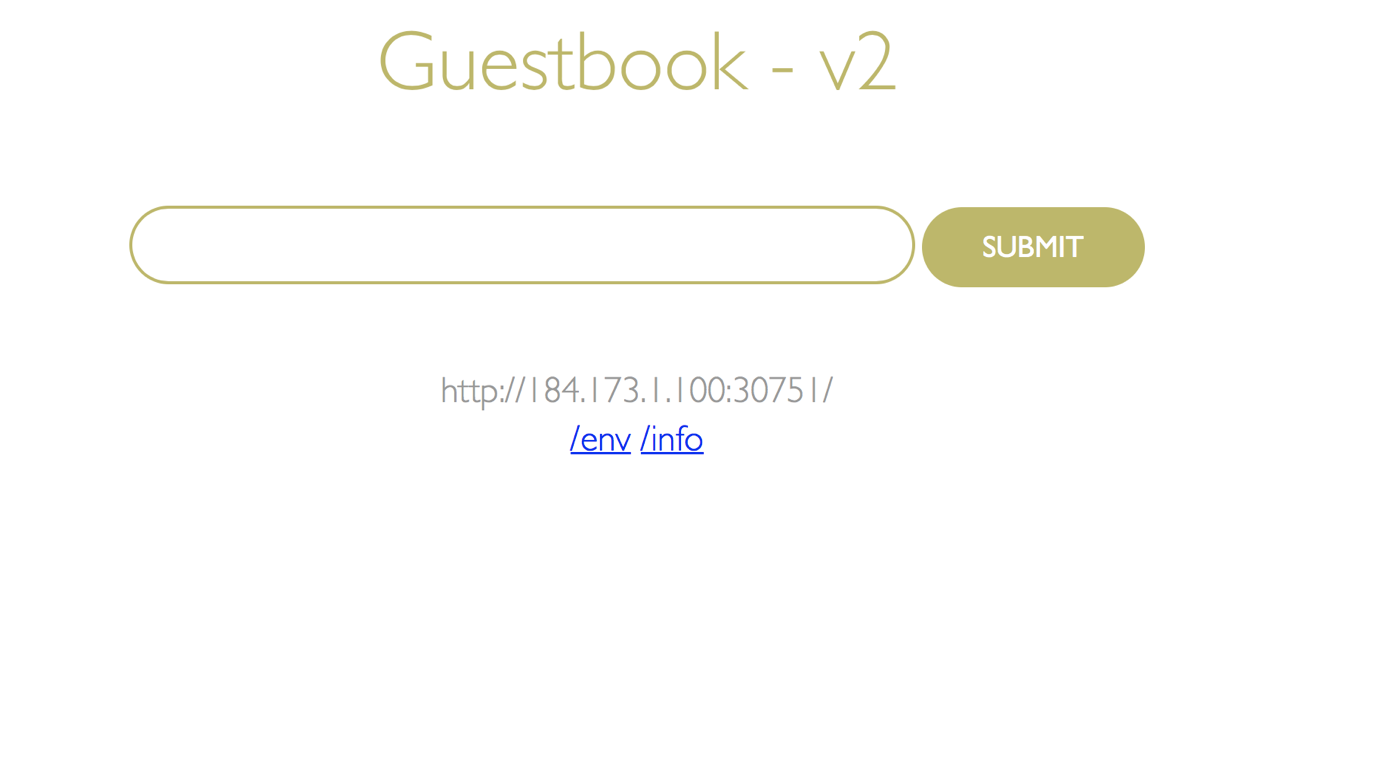 Guestbook - v2
SUBMIT
http://184.173.1.100:30751/
/env /info